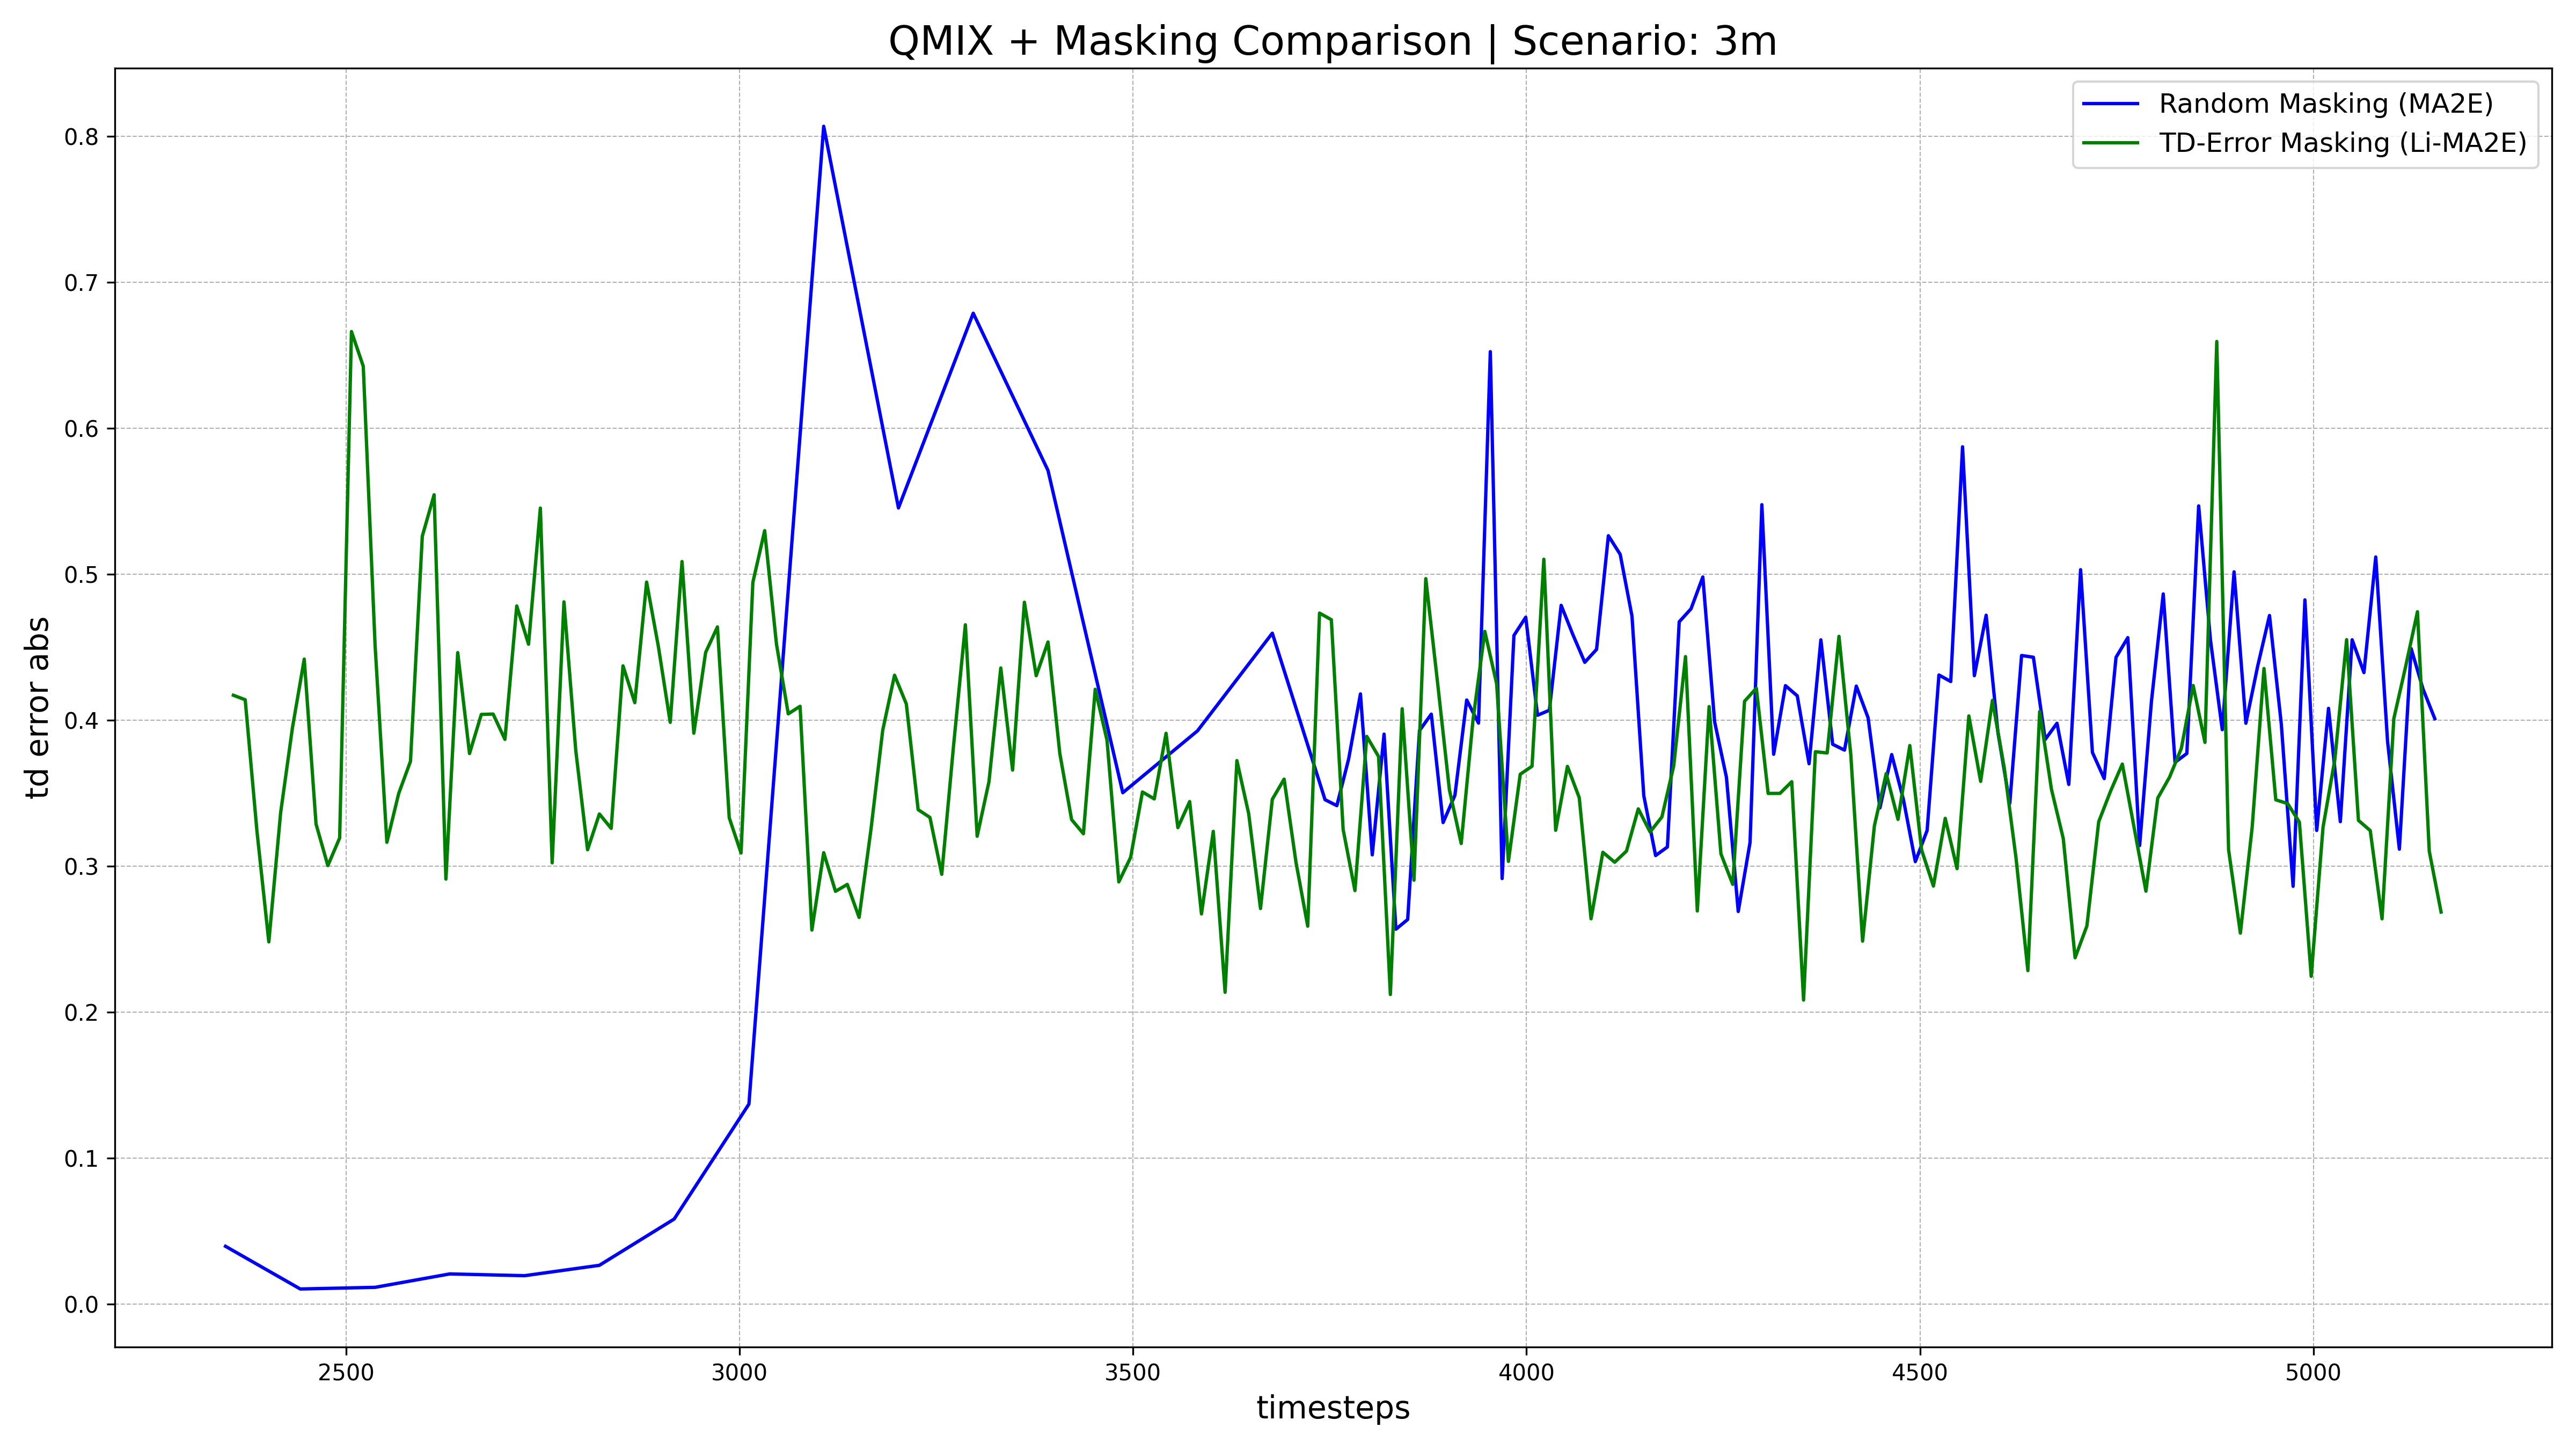 QMIX + Masking Comparison | Scenario: 3m
Random Masking (MA2E)
TD-Error Masking (Li-MA2E)
td error abs
0.8
0.7
0.6
0.5
0.4
0.3
0.2
0.1
0.0
2500 3000 3500 4000 4500 5000
timesteps